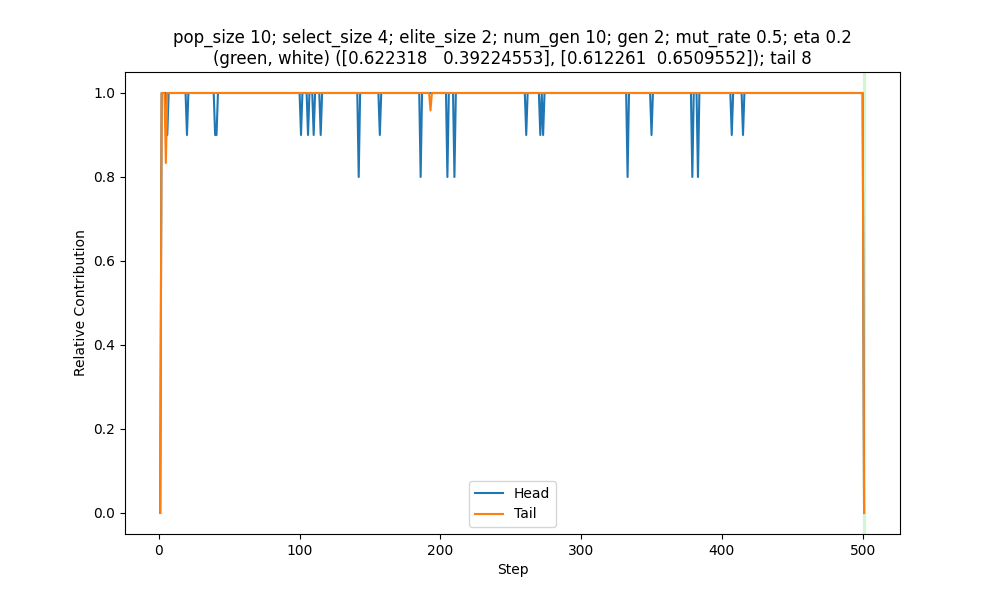 pop_size 10; select_size 4; elite_size 2; num_gen 10; gen 2; mut_rate 0.5; eta 0.2
(green, white) ([0.622318   0.39224553], [0.612261  0.6509552]); tail 8
1.0
0.8
0.6
0.4
0.2
0.0
Relative Contribution
Head
Tail
0
100
200
300
400
500
Step